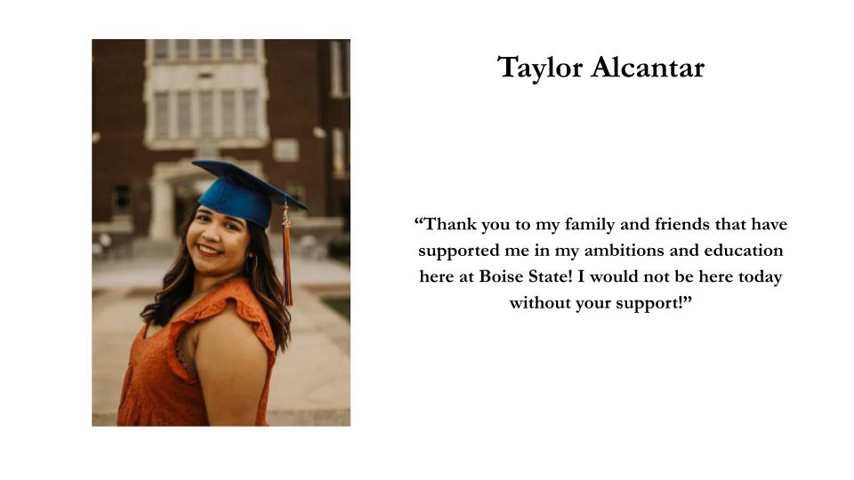 Taylor Alcantar
“Thank you to my family and friends that have
supported me in my ambitions and education
here at Boise State! I would not be here today
without your support!”